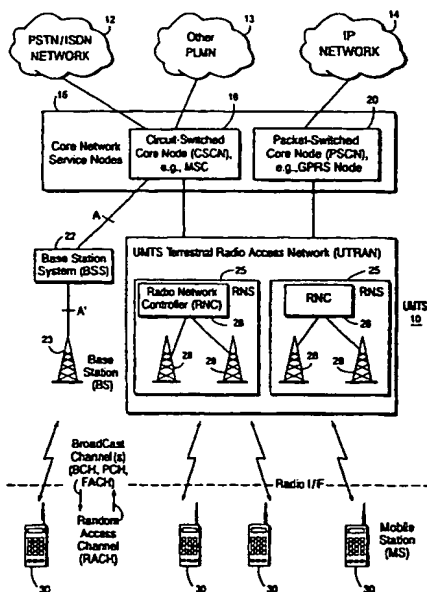 12
13
14
PSTN/ISDN
NETWORK
Other
PLMN
IP
NETWORK
15
16
20
Core Network
Service Nodes
Circuit-Switched
Core Node (CSCN),
e.g., MSC
Packet-Switched
Core Node (PSCN),
e.g., GPRS Node
A
22
Base Station
System (BSS)
A'
23
Base
Station
(BS)
UMTS Terrestrial Radio Access Network (UTRAN)
25
Radio Network
Controller (RNC)
RNS
26
28
28
25
RNC
RNS
26
28
28
UMTS
10
BroadCast
Channel(s)
(BCH, PCH,
FACH)
Random
Access
Channel
(RACH)
Radio I/F
Mobile
Station
(MS)
30
30
30
30